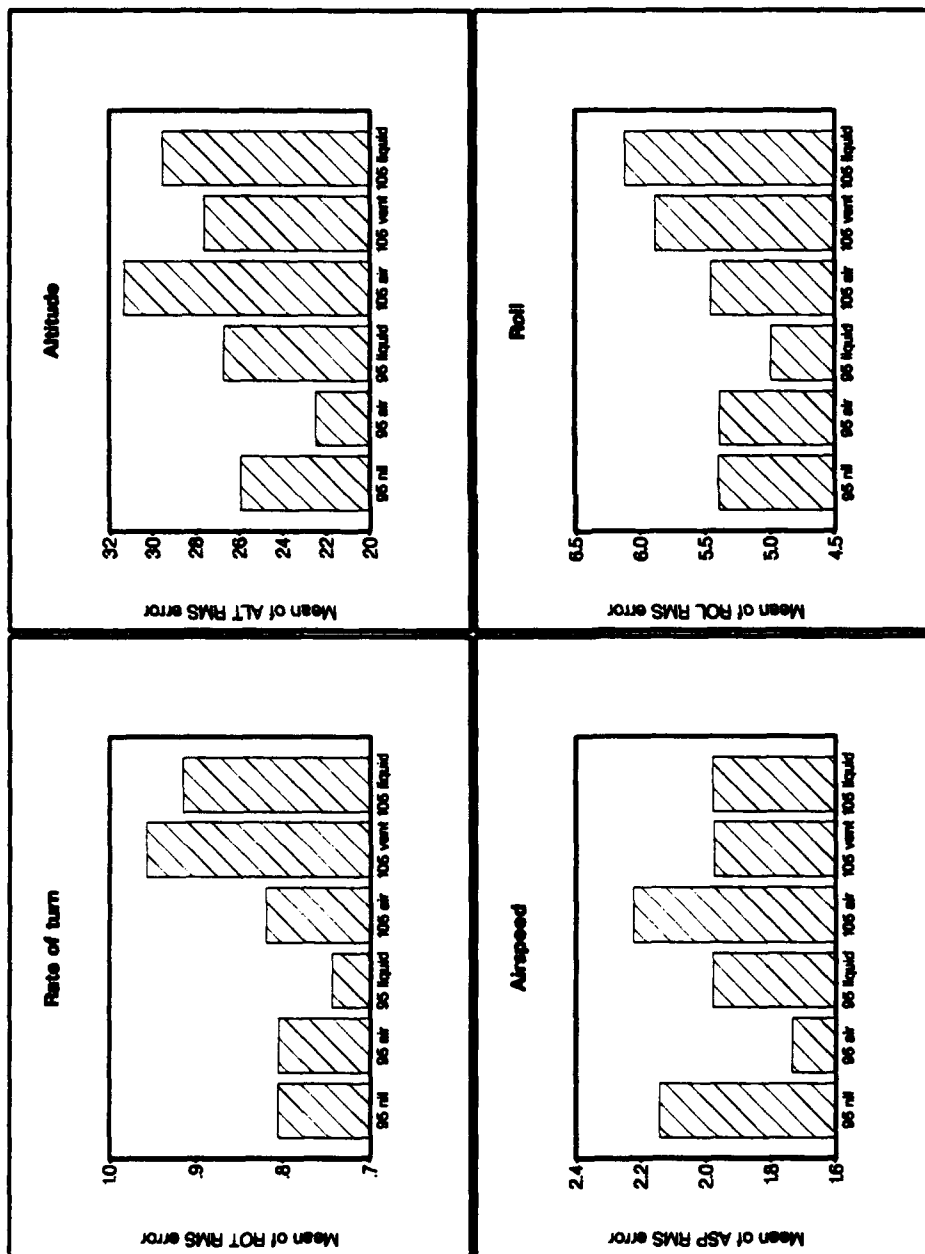 Rate of turn
Mean of ROT RMS error
1.0
.9
.8
.7
95 nil 95 air 95 liquid 105 air 105 vent 105 liquid
Altitude
Mean of ALT RMS error
32
30
28
26
24
22
20
95 nil 95 air 95 liquid 105 air 105 vent 105 liquid
Airspeed
Mean of ASP RMS error
2.4
2.2
2.0
1.8
1.6
95 nil 95 air 95 liquid 105 air 105 vent 105 liquid
Roll
Mean of ROL RMS error
6.5
6.0
5.5
5.0
4.5
95 nil 95 air 95 liquid 105 air 105 vent 105 liquid